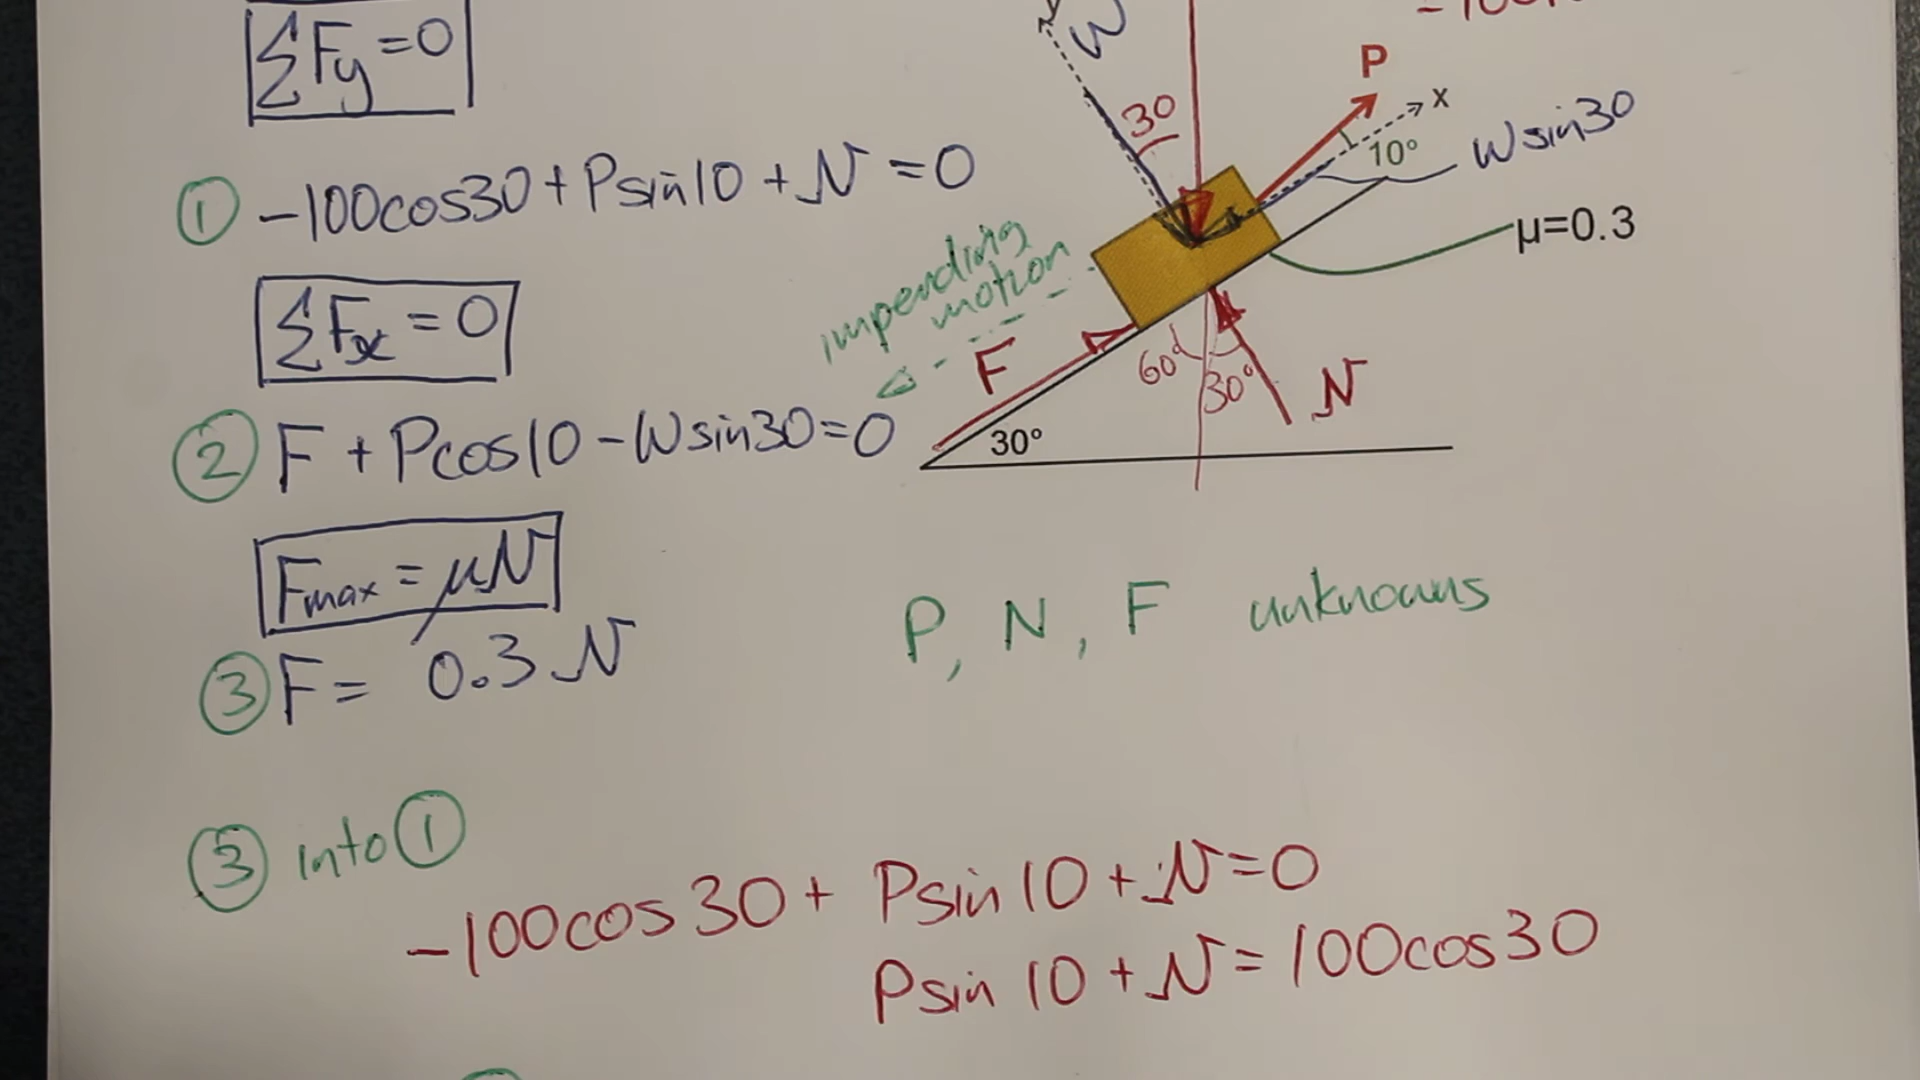 ΣFy=0
① -100cos30+Psin10+N=0
ΣFx=0
② F+Pcos10-Wsin30=0
Fmax=μN
③ F= 0.3N
30
P
x
10°
Wsin30
μ=0.3
impending
motion
F
60°
30°
N
30°
P, N, F unknowns
③ into ①
-100cos30+ Psin10+N=0
Psin10+N=100cos30